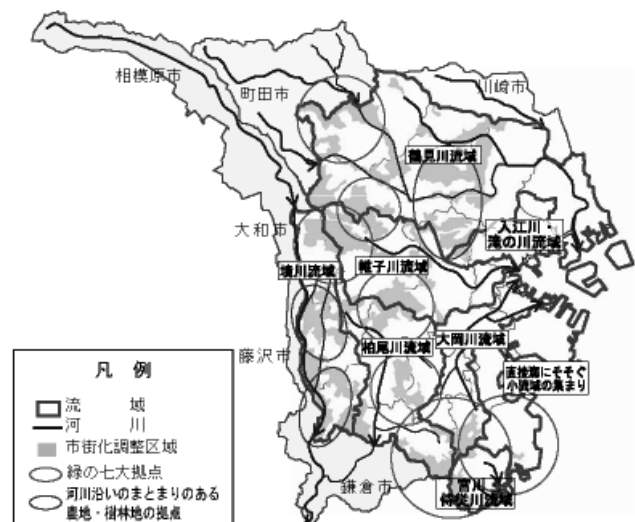 相模原市
町田市
川崎市
鶴見川流域
大和市
入江川・
滝の川流域
境川流域
帷子川流域
藤沢市
柏尾川流域
大岡川流域
直接海にそそぐ
小流域の集まり
宮川
侍従川流域
鎌倉市
凡例
流域
河川
市街化調整区域
緑の七大拠点
河川沿いのまとまりのある
農地・樹林地の拠点